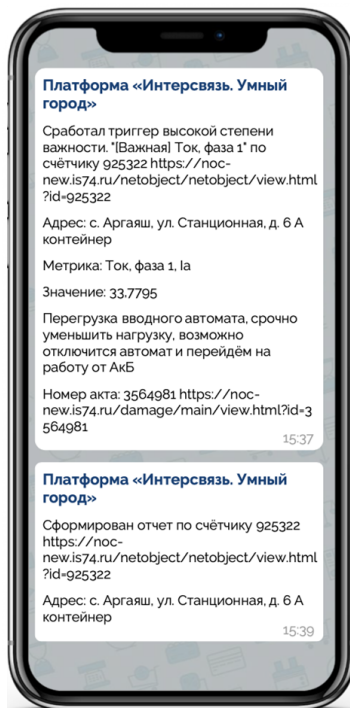 Платформа «Интерсвязь. Умный
город»
Сработал триггер высокой степени
важности. "[Важная] Ток, фаза 1" по
счётчику 925322 https://noc-
new.is74.ru/netobject/netobject/view.html
?id=925322
Адрес: с. Аргаяш, ул. Станционная, д. 6 А
контейнер
Метрика: Ток, фаза 1, Ia
Значение: 33,7795
Перегрузка вводного автомата, срочно
уменьшить нагрузку, возможно
отключится автомат и перейдём на
работу от АкБ
Номер акта: 3564981 https://noc-
new.is74.ru/damage/main/view.html?id=3
564981
15:37
Платформа «Интерсвязь. Умный
город»
Сформирован отчет по счётчику 925322
https://noc-
new.is74.ru/netobject/netobject/view.html
?id=925322
Адрес: с. Аргаяш, ул. Станционная, д. 6 А
контейнер
15:39